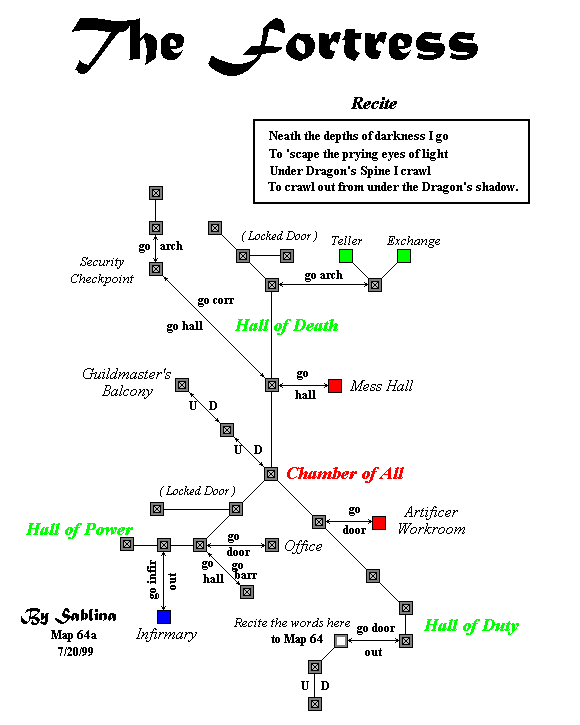 The Fortress
Recite
Neath the depths of darkness I go
To 'scape the prying eyes of light
Under Dragon's Spine I crawl
To crawl out from under the Dragon's shadow.
( Locked Door )
Teller
Exchange
go arch
Security
Checkpoint
go arch
go corr
go hall
Hall of Death
Guildmaster's
Balcony
go
hall
Mess Hall
U D
U D
Chamber of All
( Locked Door )
go
door
Artificer
Workroom
Hall of Power
go
door
Office
go
hall
go
barr
go infir
out
Infirmary
By Sablina
Map 64a
7/20/99
Recite the words here
to Map 64
go door
out
Hall of Duty
U D